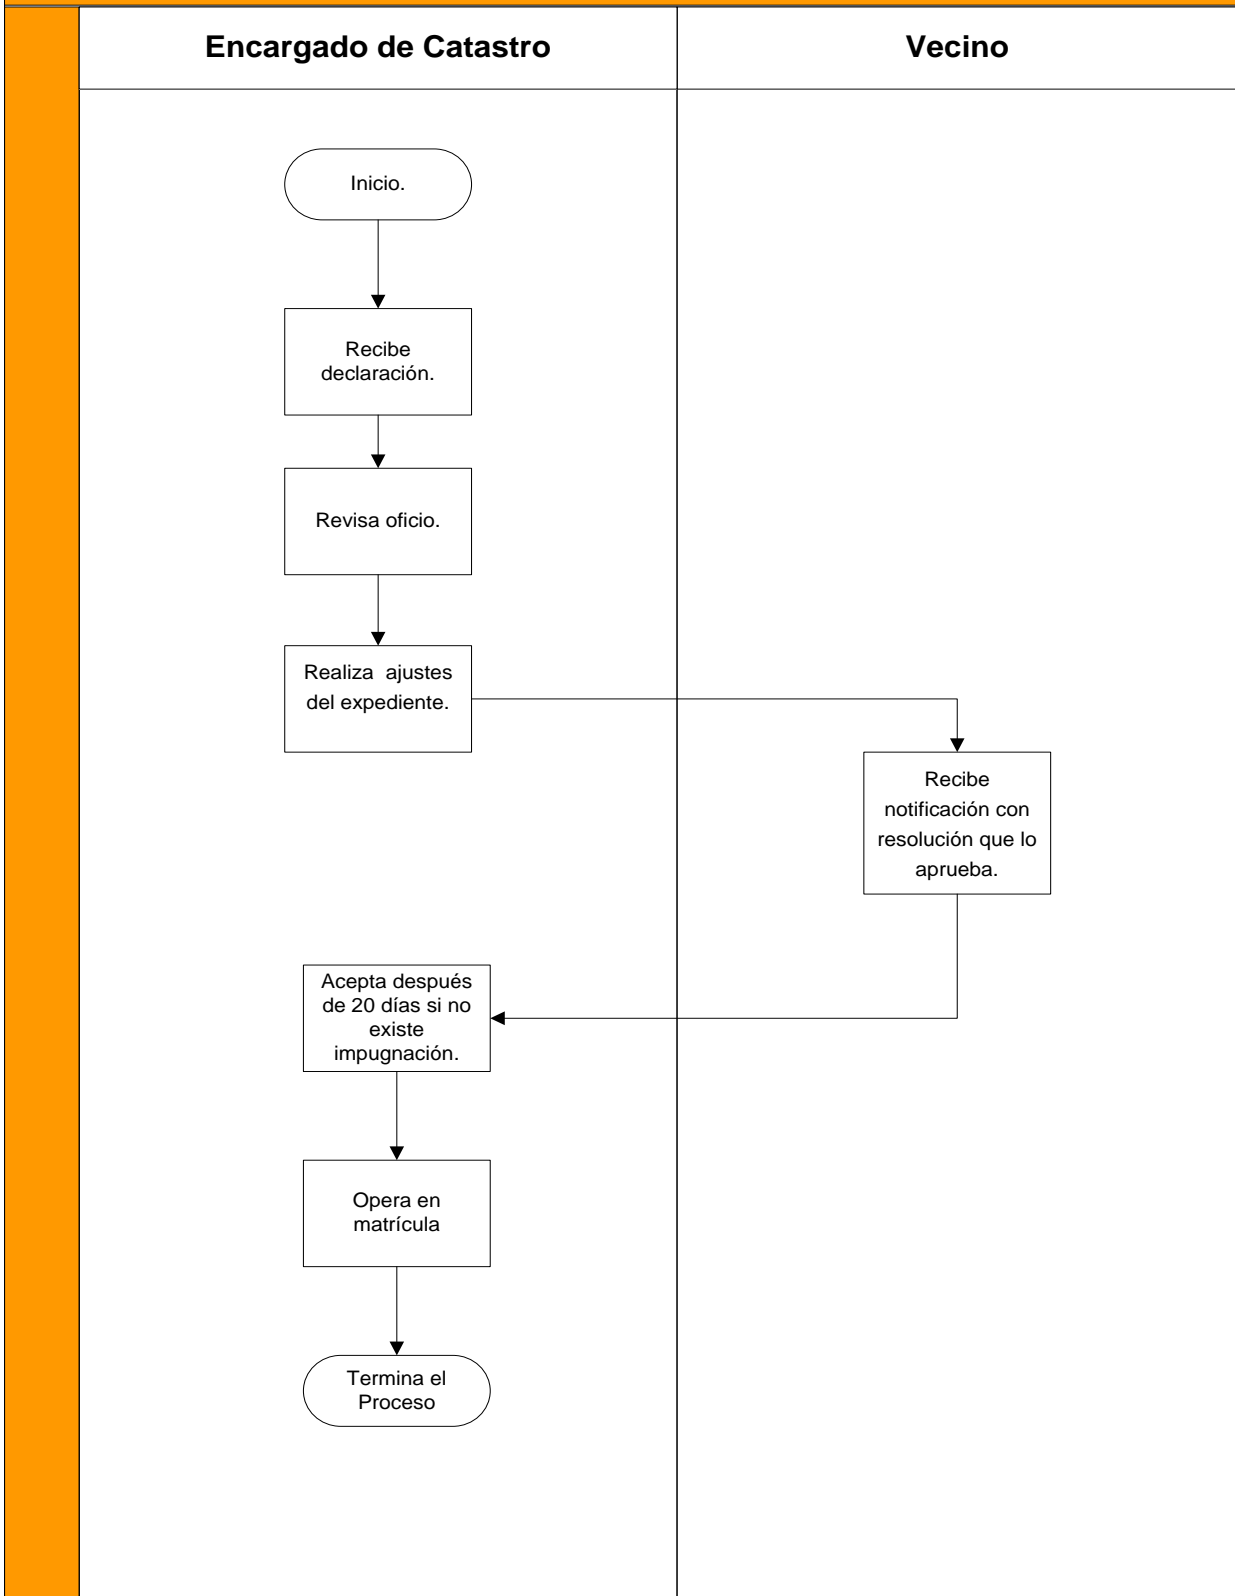 Encargado de Catastro
Vecino
Inicio.
Recibe
declaración.
Revisa oficio.
Realiza  ajustes
del expediente.
Recibe
notificación con
resolución que lo
aprueba.
Acepta después
de 20 días si no
existe
impugnación.
Opera en
matrícula
Termina el
Proceso